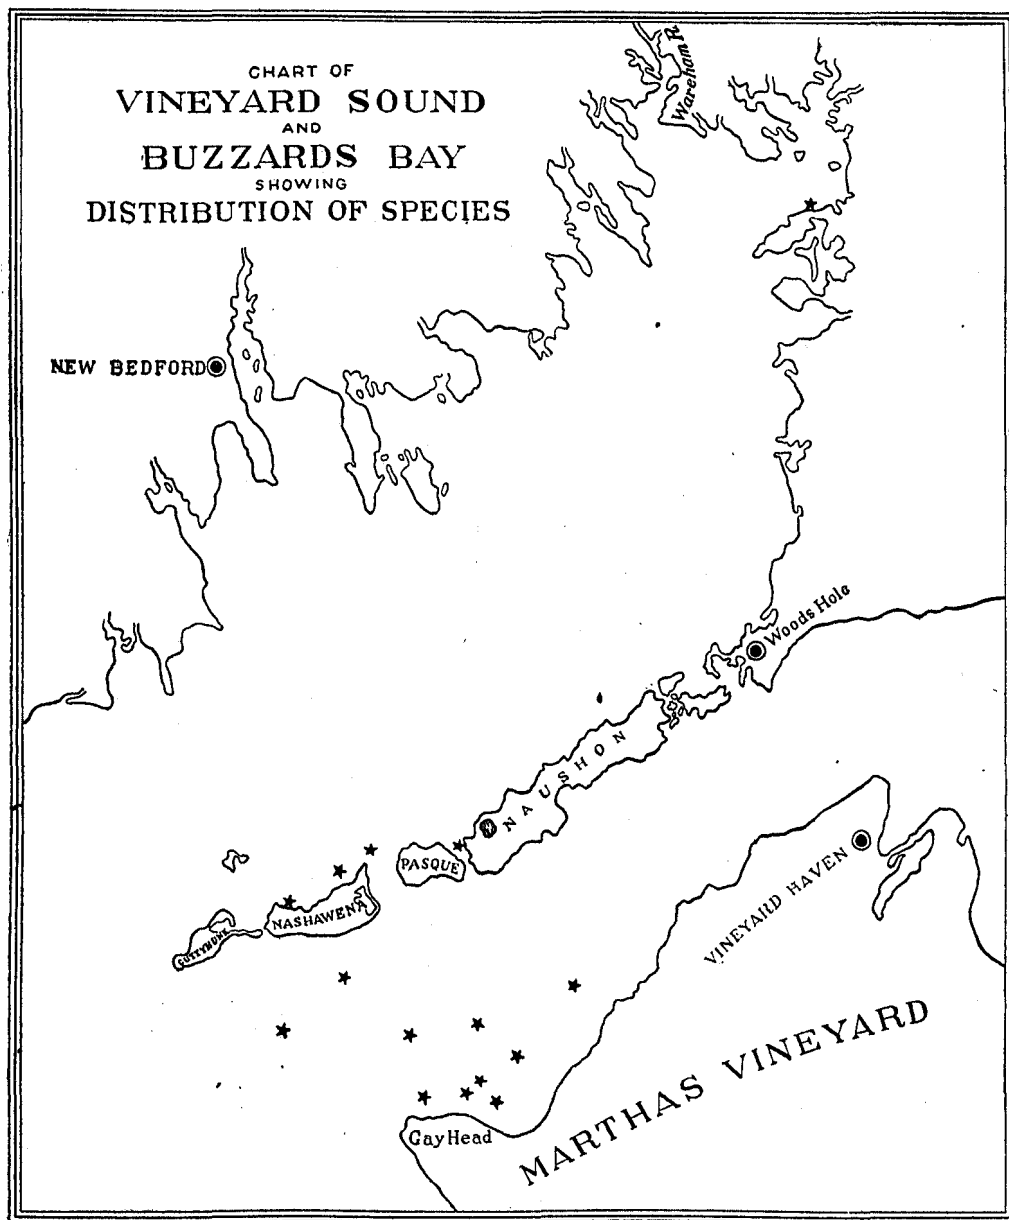 CHART OF
VINEYARD SOUND
AND
BUZZARDS BAY
SHOWING
DISTRIBUTION OF SPECIES
Wareham R.
NEW BEDFORD
Woods Hole
NAUSHON
PASQUE
NASHAWENA
CUTTYHUNK
VINEYARD HAVEN
MARTHAS VINEYARD
Gay Head